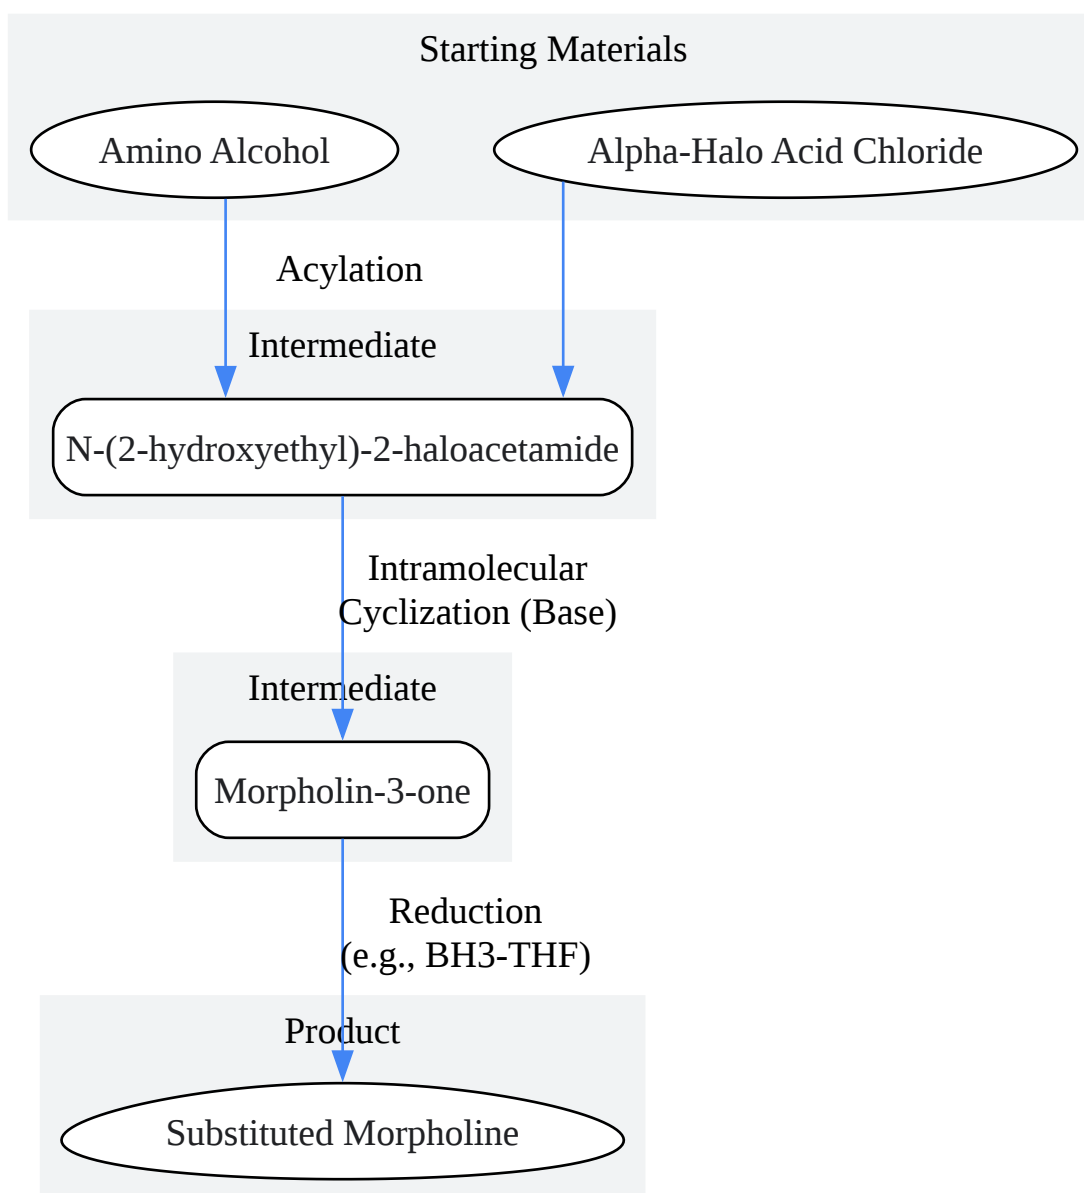 Starting Materials
Amino Alcohol
Alpha-Halo Acid Chloride
Acylation
Intermediate
N-(2-hydroxyethyl)-2-haloacetamide
Intramolecular
Cyclization (Base)
Intermediate
Morpholin-3-one
Reduction
(e.g., BH3-THF)
Product
Substituted Morpholine